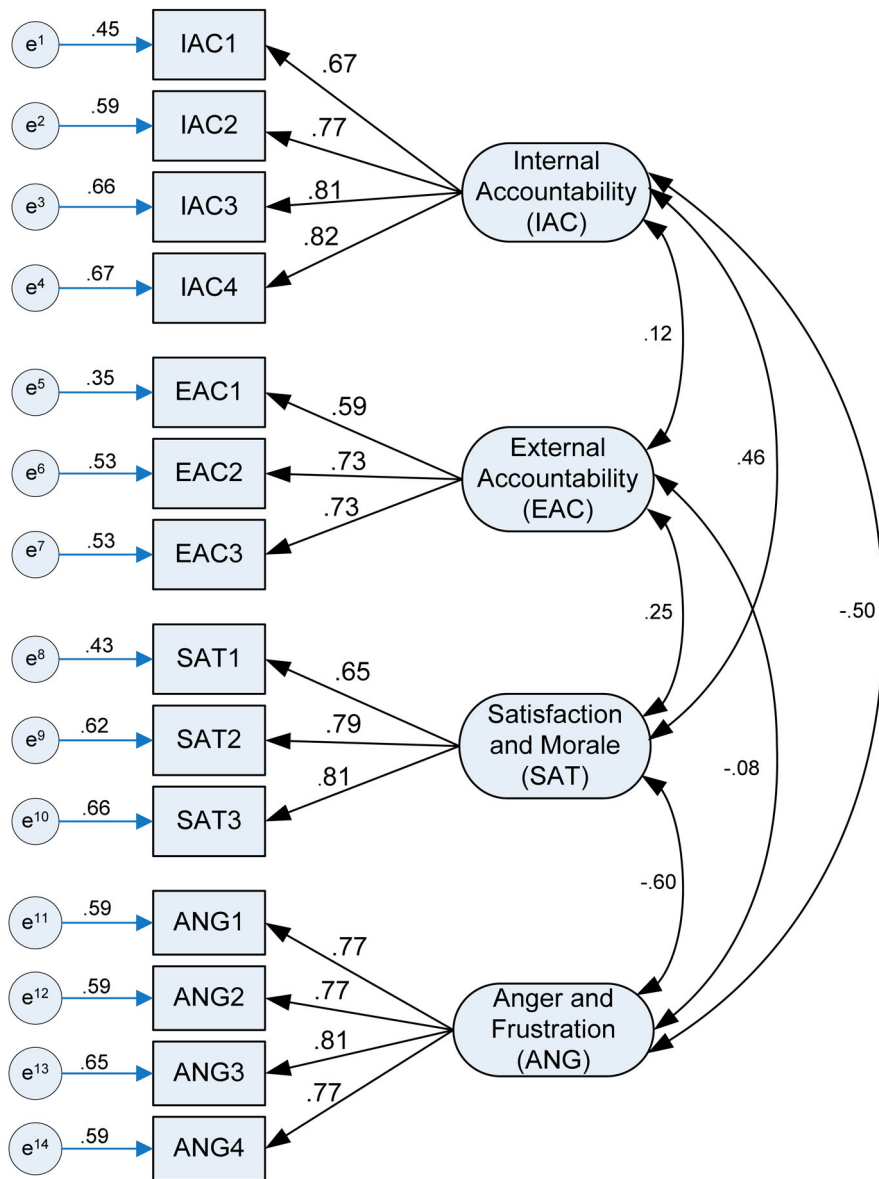 e1 .45 IAC1 .67
e2 .59 IAC2 .77
e3 .66 IAC3 .81
e4 .67 IAC4 .82
Internal
Accountability
(IAC)
.12
e5 .35 EAC1 .59
e6 .53 EAC2 .73
e7 .53 EAC3 .73
External
Accountability
(EAC)
.46
.25
-.50
e8 .43 SAT1 .65
e9 .62 SAT2 .79
e10 .66 SAT3 .81
Satisfaction
and Morale
(SAT)
-.08
-.60
e11 .59 ANG1 .77
e12 .59 ANG2 .77
e13 .65 ANG3 .81
e14 .59 ANG4 .77
Anger and
Frustration
(ANG)